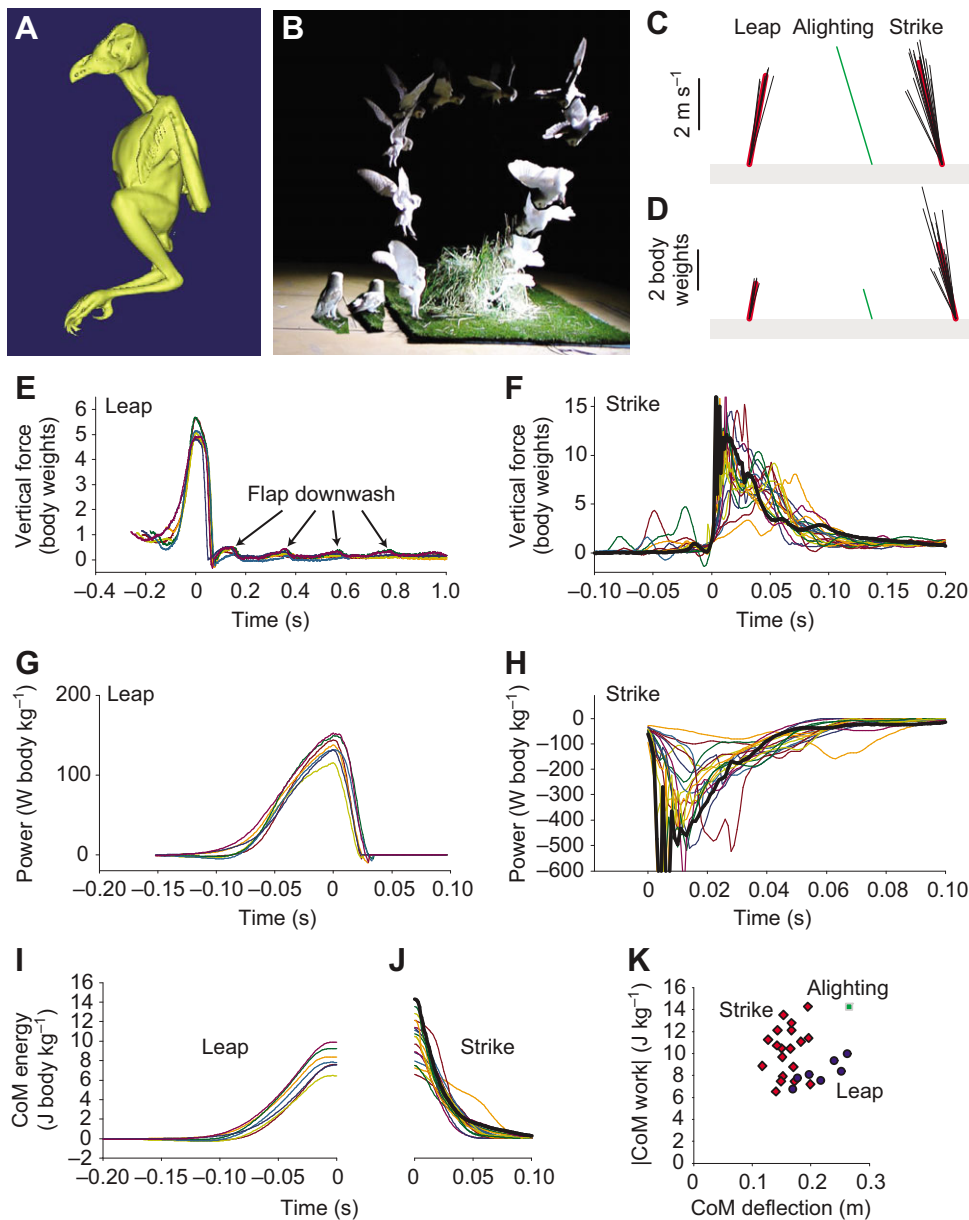 A
B
C
Leap Alighting Strike
2 m s⁻¹
D
2 body
weights
E
Leap
Vertical force
(body weights)
6
5
4
3
2
1
0
Flap downwash
–0.4 –0.2 0 0.2 0.4 0.6 0.8 1.0
Time (s)
F
Strike
Vertical force
(body weights)
15
10
5
0
–0.10 –0.05 0 0.05 0.10 0.15 0.20
Time (s)
G
Leap
Power (W body kg⁻¹)
200
100
0
–0.20 –0.15 –0.10 –0.05 0 0.05 0.10
Time (s)
H
Strike
Power (W body kg⁻¹)
0
–100
–200
–300
–400
–500
–600
0 0.02 0.04 0.06 0.08 0.10
Time (s)
I
Leap
CoM energy
(J body kg⁻¹)
16
14
12
10
8
6
4
2
0
–0.20 –0.15 –0.10 –0.05 0
J
Strike
0 0.05 0.10
Time (s)
K
Alighting
Strike
Leap
|CoM work| (J kg⁻¹)
16
14
12
10
8
6
4
2
0
0 0.1 0.2 0.3
CoM deflection (m)